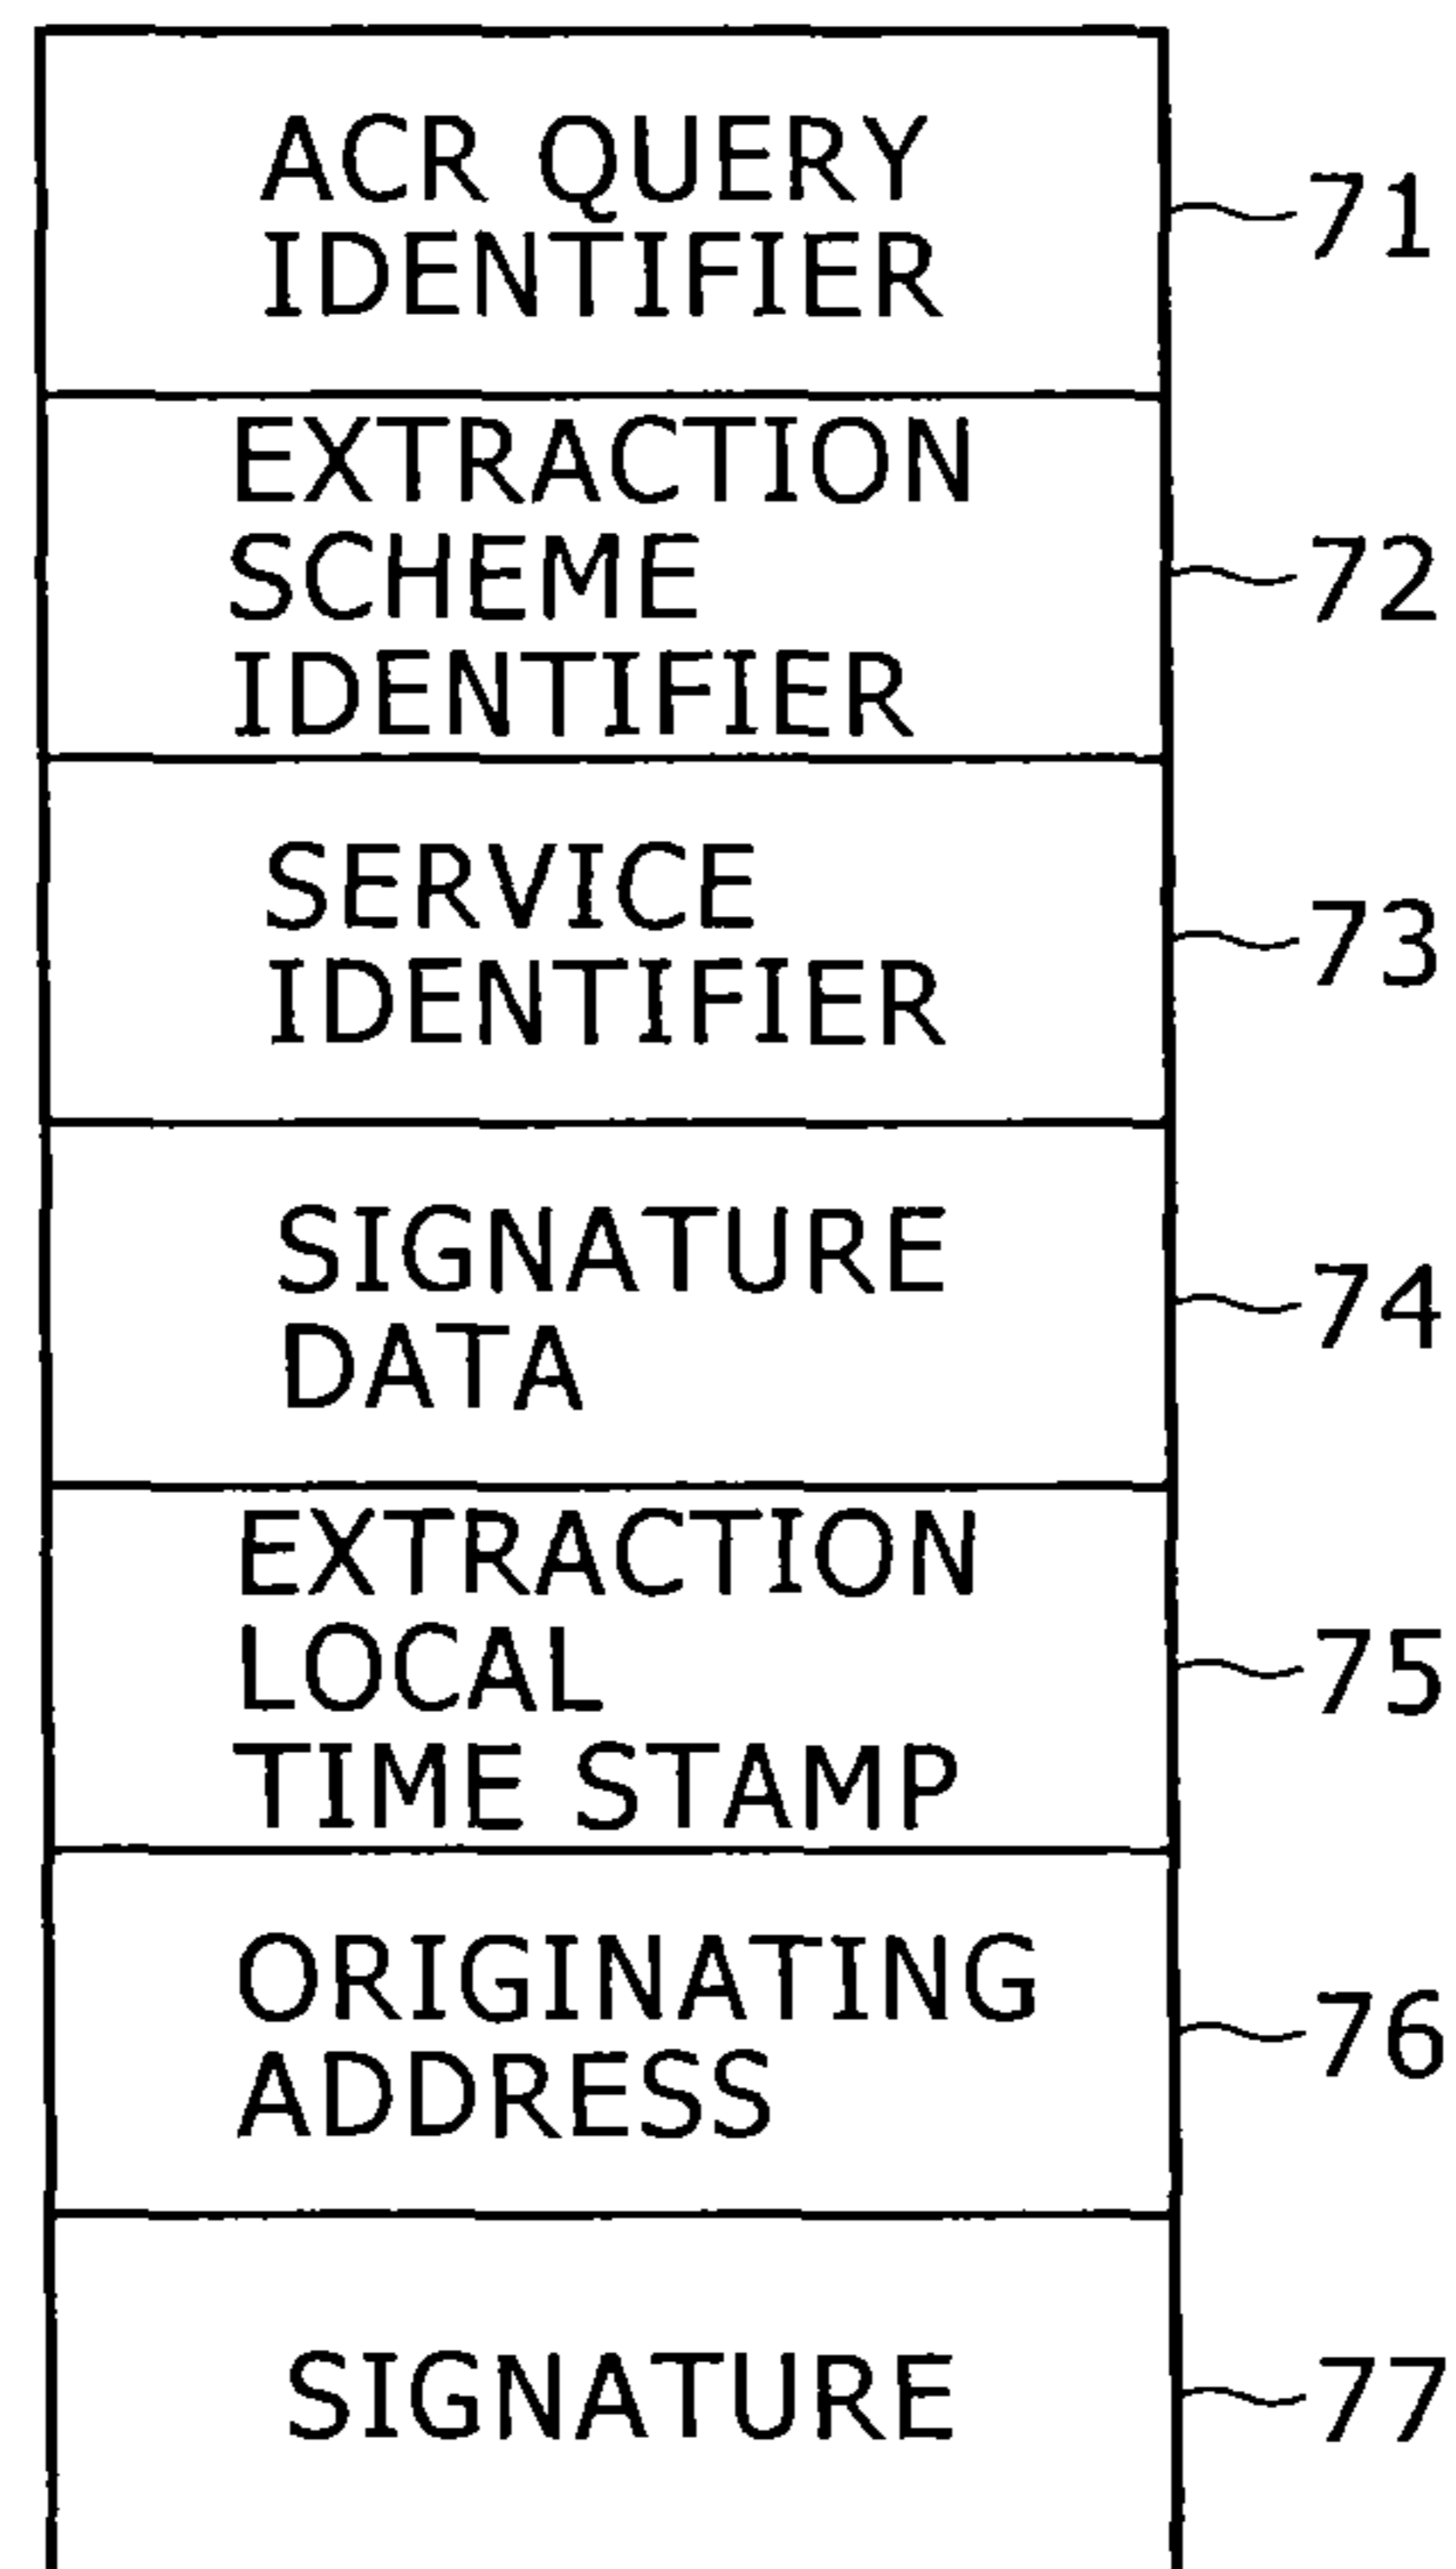 ACR QUERY
IDENTIFIER
71
EXTRACTION
SCHEME
IDENTIFIER
72
SERVICE
IDENTIFIER
73
SIGNATURE
DATA
74
EXTRACTION
LOCAL
TIME STAMP
75
ORIGINATING
ADDRESS
76
SIGNATURE
77